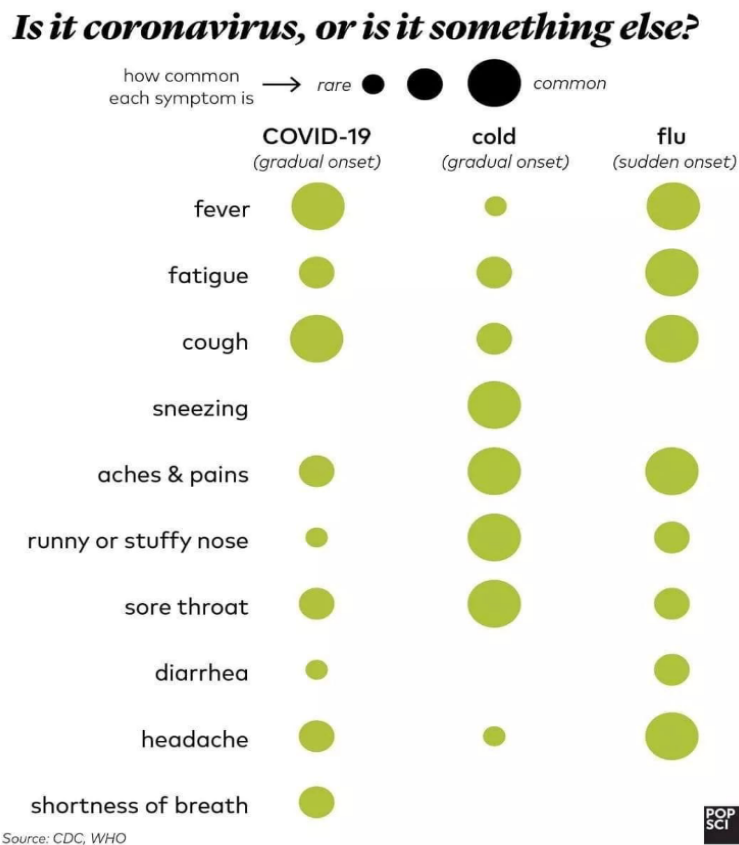 Is it coronavirus, or is it something else?
how common
each symptom is
rare
common
COVID-19 cold flu
(gradual onset) (gradual onset) (sudden onset)
fever
fatigue
cough
sneezing
aches & pains
runny or stuffy nose
sore throat
diarrhea
headache
shortness of breath
POP
SCI
Source: CDC, WHO